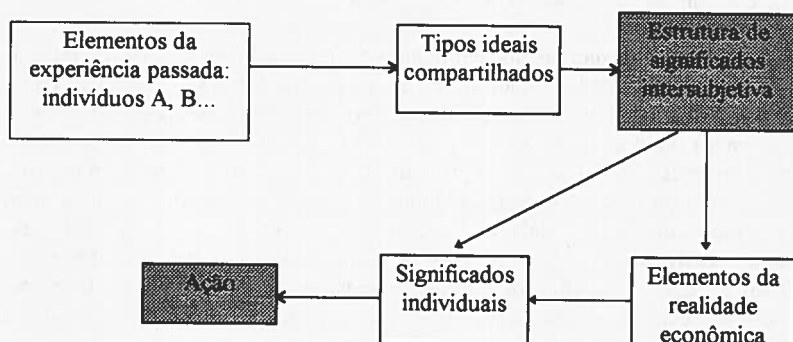 Elementos da
experiência passada:
indivíduos A, B...
Tipos ideais
compartilhados
Estrutura de
significados
intersubjetiva
Ação
Significados
individuais
Elementos da
realidade
econômica